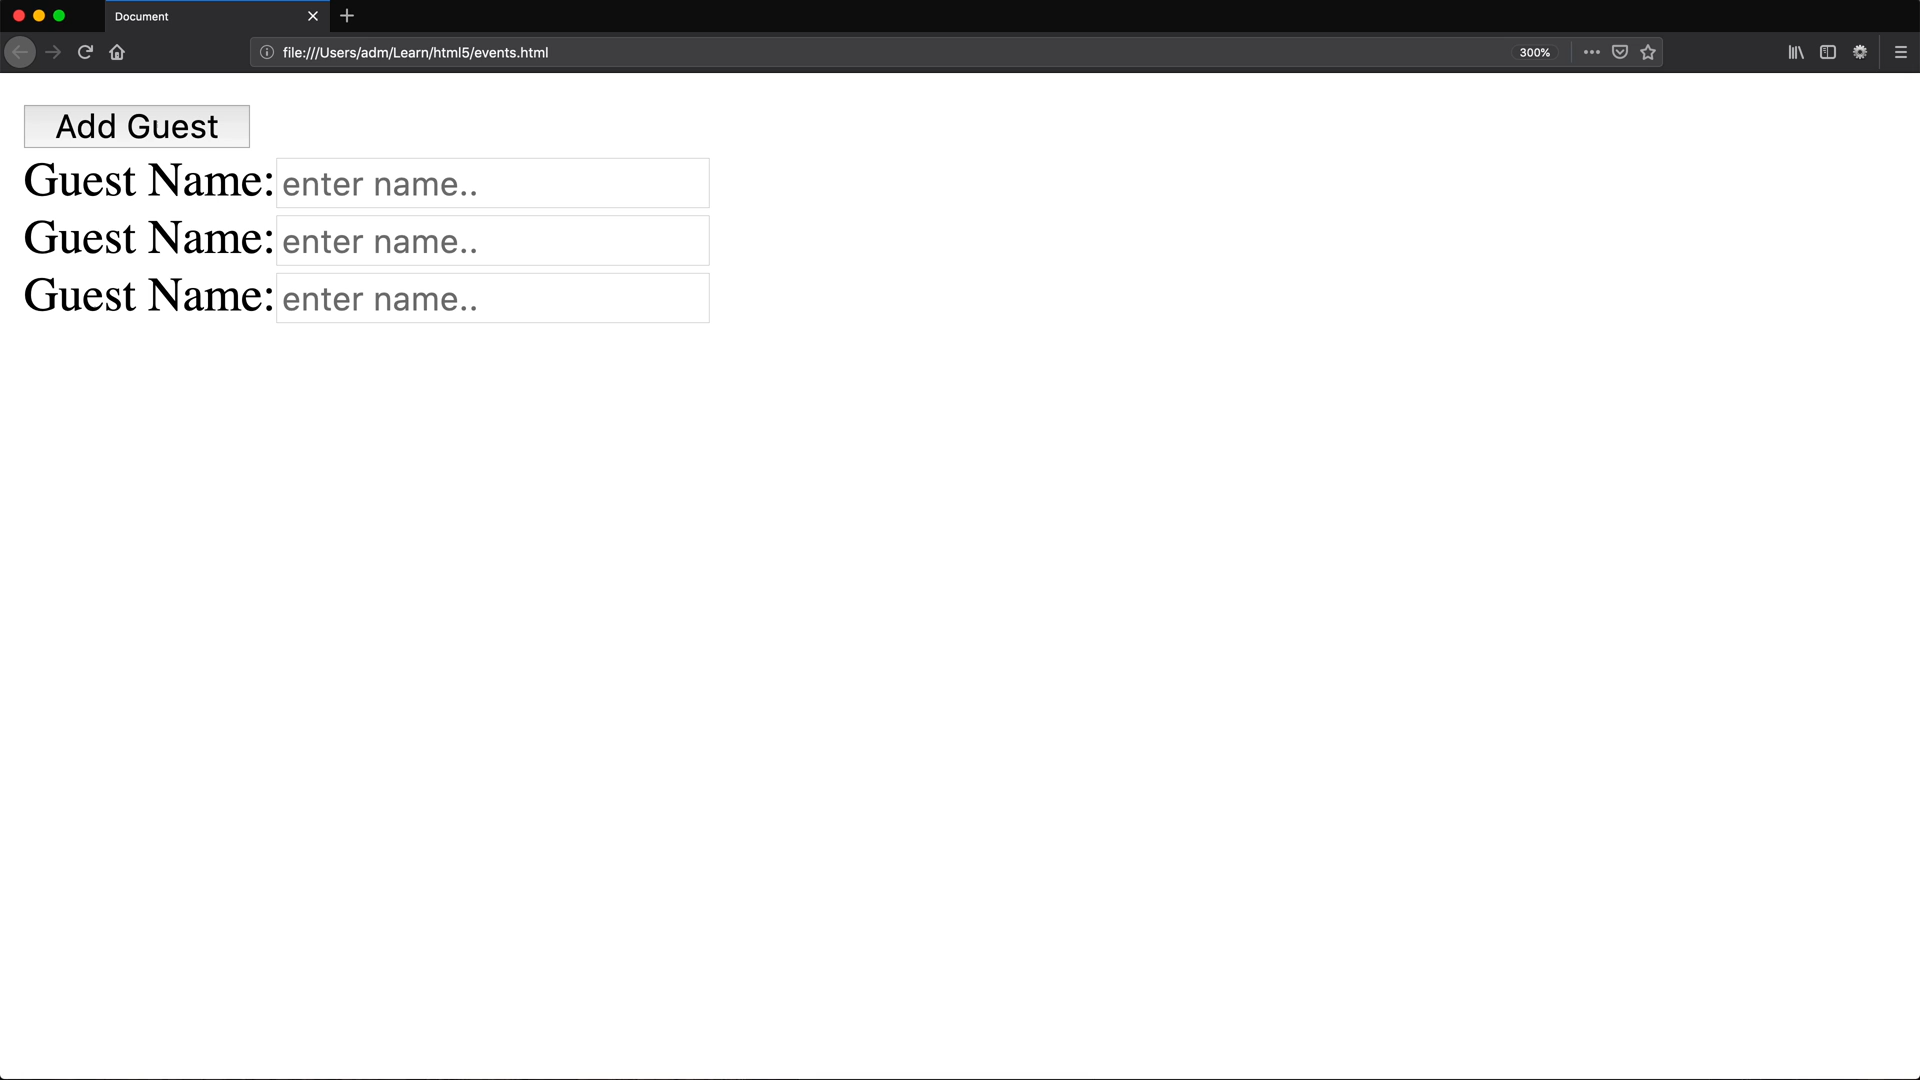 Document
file:///Users/adm/Learn/html5/events.html
300%
Add Guest
Guest Name: enter name..
Guest Name: enter name..
Guest Name: enter name..